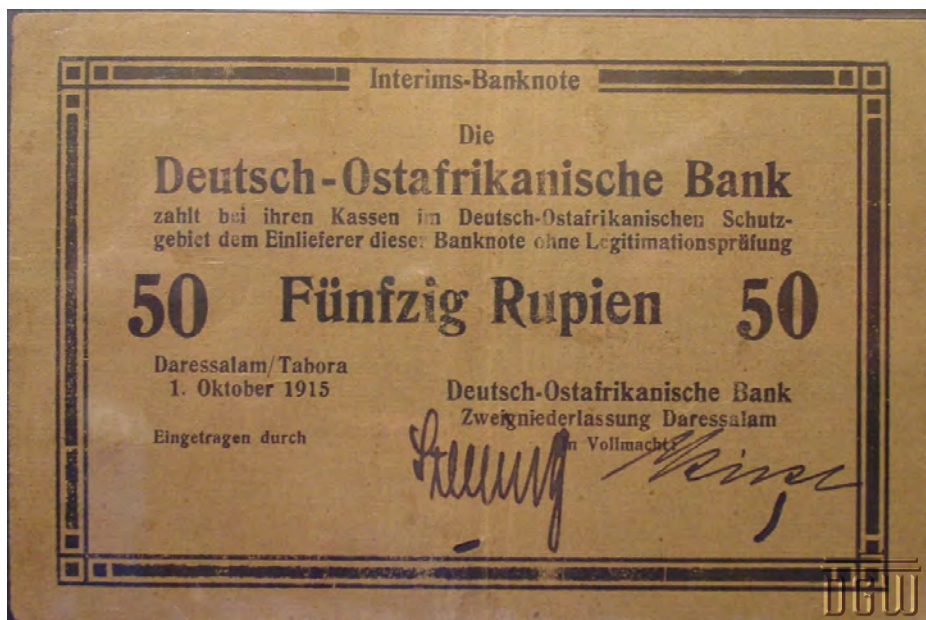 Interims-Banknote
Die
Deutsch-Ostafrikanische Bank
zahlt bei ihren Kassen im Deutsch-Ostafrikanischen Schutz-
gebiet dem Einlieferer dieser Banknote ohne Legitimationsprüfung
50 Fünfzig Rupien 50
Daressalam/Tabora
1. Oktober 1915
Deutsch-Ostafrikanische Bank
Zweigniederlassung Daressalam
In Vollmacht:
Eingetragen durch
DGW